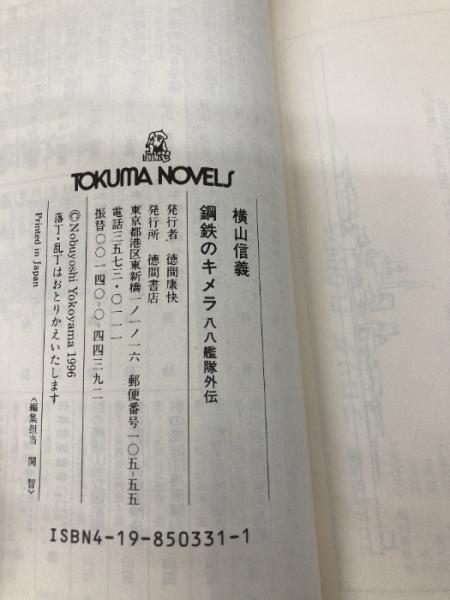 TOKUMA NOVELS
横山信義
鋼鉄のキメラ 八八艦隊外伝
発行者 徳間康快
発行所 徳間書店
東京都港区東新橋一ノ一ノ一六 郵便番号一〇五-五五
電話三五七三・〇一一一
振替〇〇一四〇-〇-四四三九二
©Nobuyoshi Yokoyama 1996
落丁・乱丁はおとりかえいたします
Printed in Japan
〈編集担当 関 智〉
ISBN4-19-850331-1